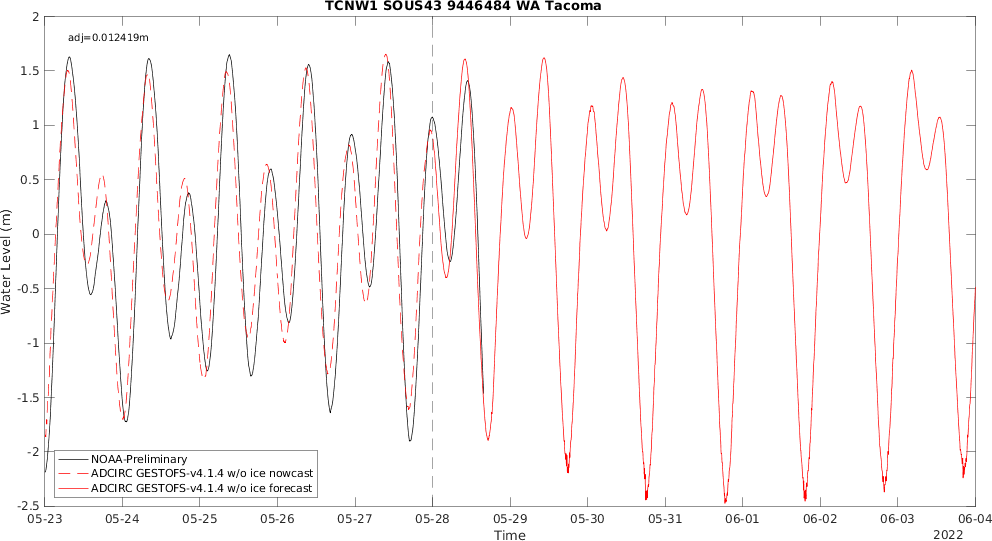 TCNW1 SOUS43 9446484 WA Tacoma
adj=0.012419m
2
1.5
1
0.5
0
-0.5
-1
-1.5
-2
-2.5
Water Level (m)
NOAA-Preliminary
ADCIRC GESTOFS-v4.1.4 w/o ice nowcast
ADCIRC GESTOFS-v4.1.4 w/o ice forecast
05-23 05-24 05-25 05-26 05-27 05-28 05-29 05-30 05-31 06-01 06-02 06-03 06-04
Time
2022